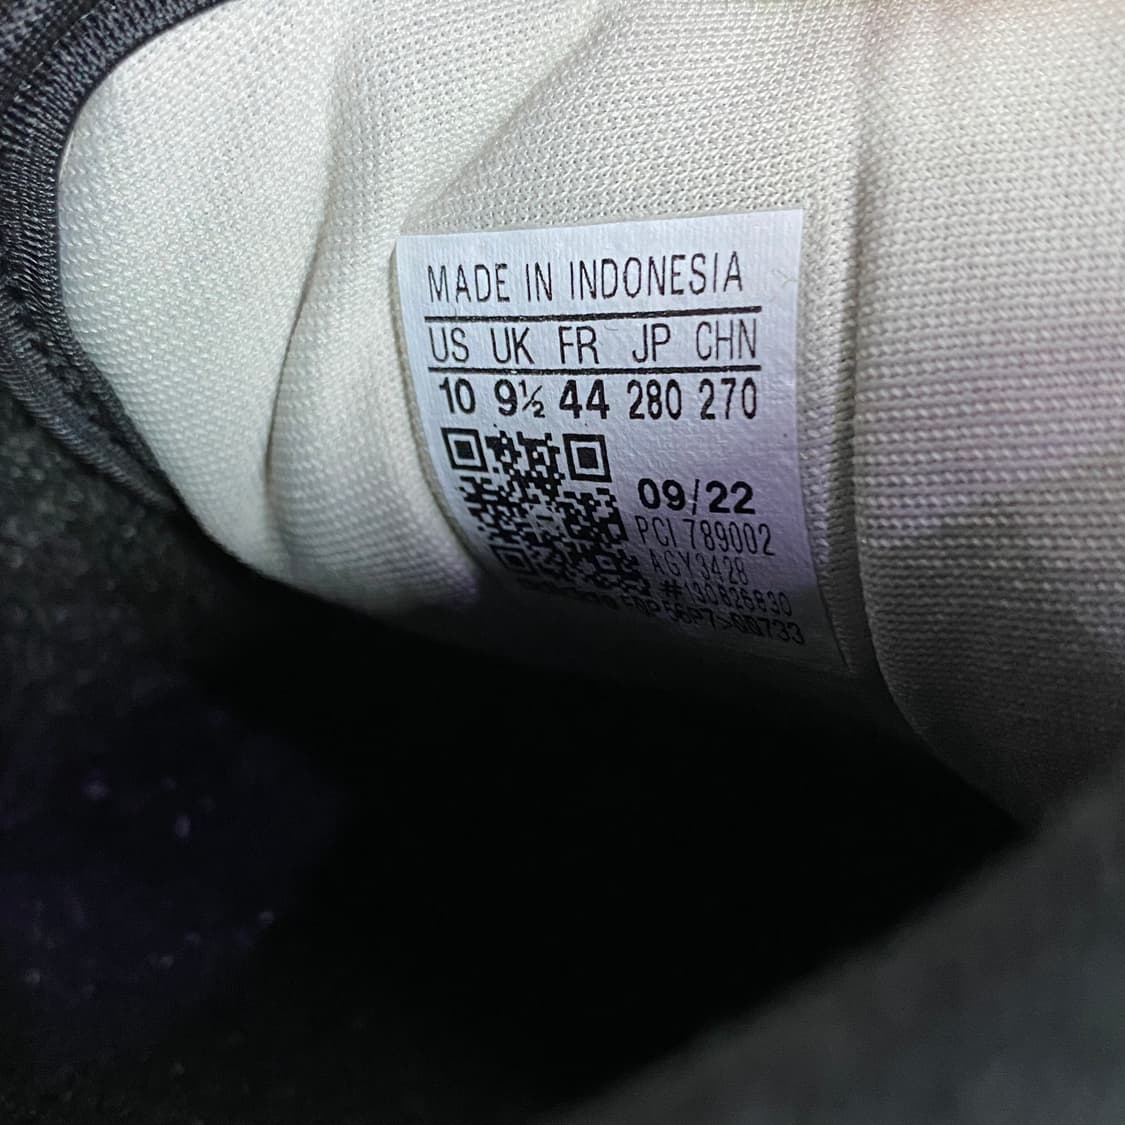 MADE IN INDONESIA
US UK FR JP CHN
10 9½ 44 280 270
09/22
PCI 789002
AGY3428
#130826830